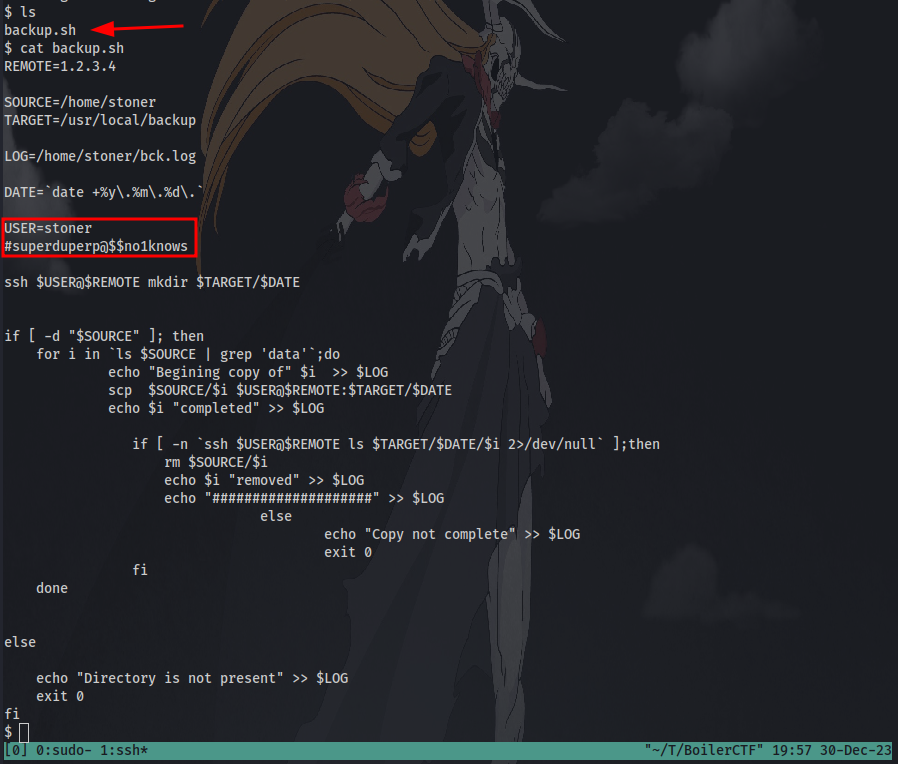 $ ls
backup.sh
$ cat backup.sh
REMOTE=1.2.3.4
SOURCE=/home/stoner
TARGET=/usr/local/backup
LOG=/home/stoner/bck.log
DATE=`date +%y\.%m\.%d\.`
USER=stoner
#superduperp@$$no1knows
ssh $USER@$REMOTE mkdir $TARGET/$DATE
if [ -d "$SOURCE" ]; then
for i in `ls $SOURCE | grep 'data'`;do
echo "Begining copy of" $i >> $LOG
scp $SOURCE/$i $USER@$REMOTE:$TARGET/$DATE
echo $i "completed" >> $LOG
if [ -n `ssh $USER@$REMOTE ls $TARGET/$DATE/$i 2>/dev/null` ];then
rm $SOURCE/$i
echo $i "removed" >> $LOG
echo "####################" >> $LOG
else
echo "Copy not complete" >> $LOG
exit 0
fi
done
else
echo "Directory is not present" >> $LOG
exit 0
fi
$
[0] 0:sudo- 1:ssh* "~/T/BoilerCTF" 19:57 30-Dec-23